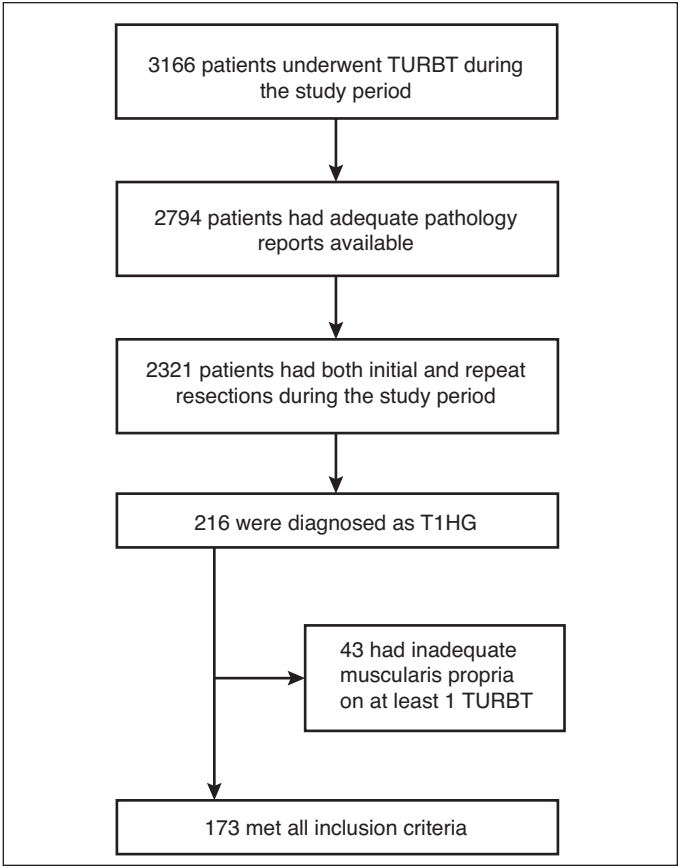 3166 patients underwent TURBT during
the study period
2794 patients had adequate pathology
reports available
2321 patients had both initial and repeat
resections during the study period
216 were diagnosed as T1HG
43 had inadequate
muscularis propria
on at least 1 TURBT
173 met all inclusion criteria